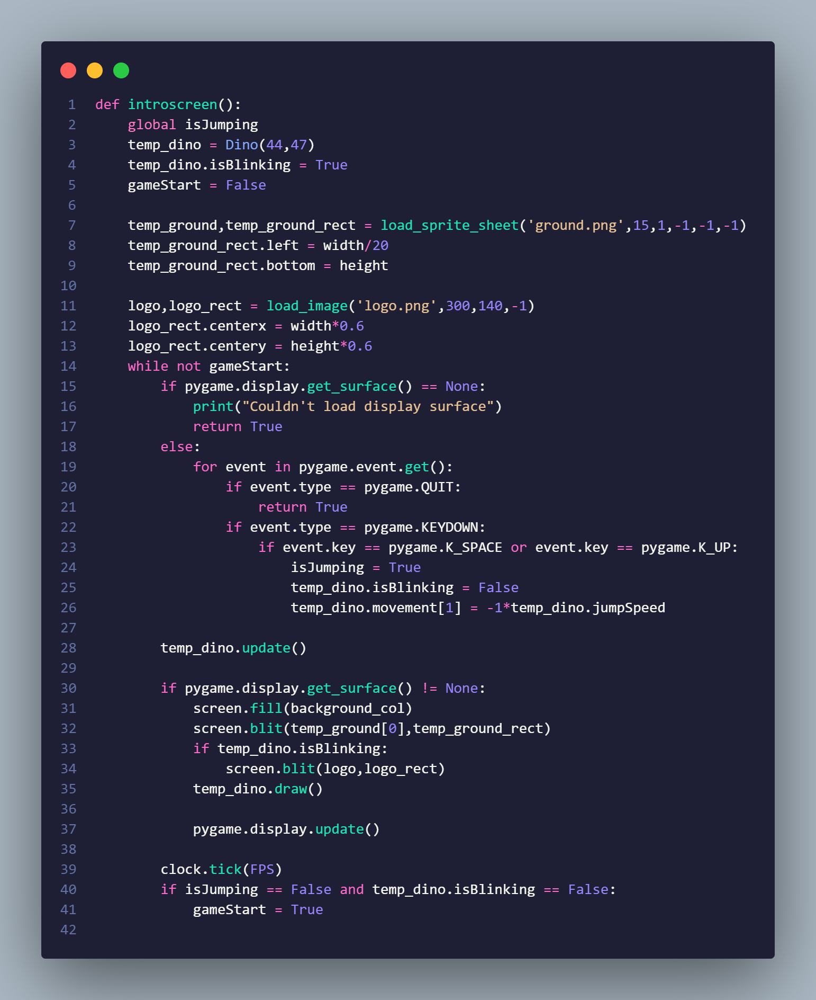 1 def introscreen():
2     global isJumping
3     temp_dino = Dino(44,47)
4     temp_dino.isBlinking = True
5     gameStart = False
6
7     temp_ground,temp_ground_rect = load_sprite_sheet('ground.png',15,1,-1,-1,-1)
8     temp_ground_rect.left = width/20
9     temp_ground_rect.bottom = height
10
11     logo,logo_rect = load_image('logo.png',300,140,-1)
12     logo_rect.centerx = width*0.6
13     logo_rect.centery = height*0.6
14     while not gameStart:
15         if pygame.display.get_surface() == None:
16             print("Couldn't load display surface")
17             return True
18         else:
19             for event in pygame.event.get():
20                 if event.type == pygame.QUIT:
21                     return True
22                 if event.type == pygame.KEYDOWN:
23                     if event.key == pygame.K_SPACE or event.key == pygame.K_UP:
24                         isJumping = True
25                         temp_dino.isBlinking = False
26                         temp_dino.movement[1] = -1*temp_dino.jumpSpeed
27
28         temp_dino.update()
29
30         if pygame.display.get_surface() != None:
31             screen.fill(background_col)
32             screen.blit(temp_ground[0],temp_ground_rect)
33             if temp_dino.isBlinking:
34                 screen.blit(logo,logo_rect)
35             temp_dino.draw()
36
37             pygame.display.update()
38
39         clock.tick(FPS)
40         if isJumping == False and temp_dino.isBlinking == False:
41             gameStart = True
42